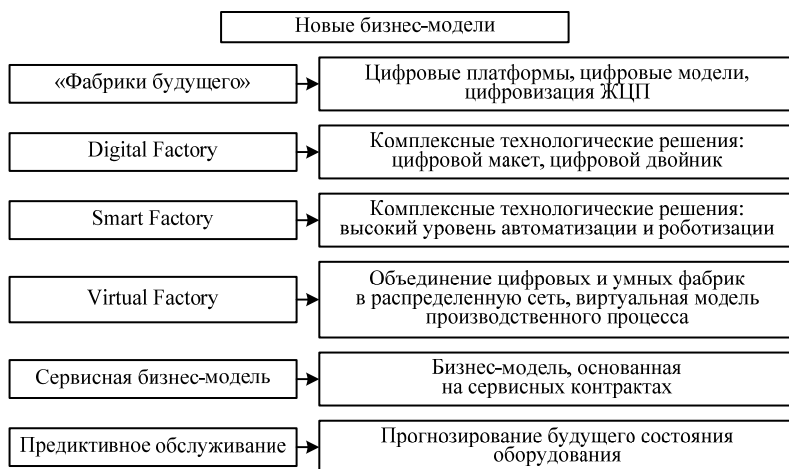 Новые бизнес-модели
«Фабрики будущего»
Цифровые платформы, цифровые модели,
цифровизация ЖЦП
Digital Factory
Комплексные технологические решения:
цифровой макет, цифровой двойник
Smart Factory
Комплексные технологические решения:
высокий уровень автоматизации и роботизации
Virtual Factory
Объединение цифровых и умных фабрик
в распределенную сеть, виртуальная модель
производственного процесса
Сервисная бизнес-модель
Бизнес-модель, основанная
на сервисных контрактах
Предиктивное обслуживание
Прогнозирование будущего состояния
оборудования